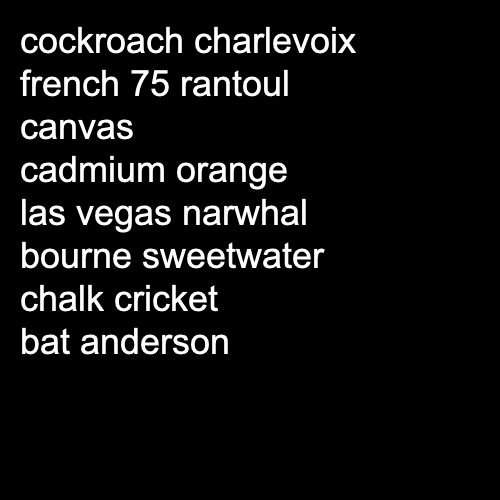 cockroach charlevoix
french 75 rantoul
canvas
cadmium orange
las vegas narwhal
bourne sweetwater
chalk cricket
bat anderson